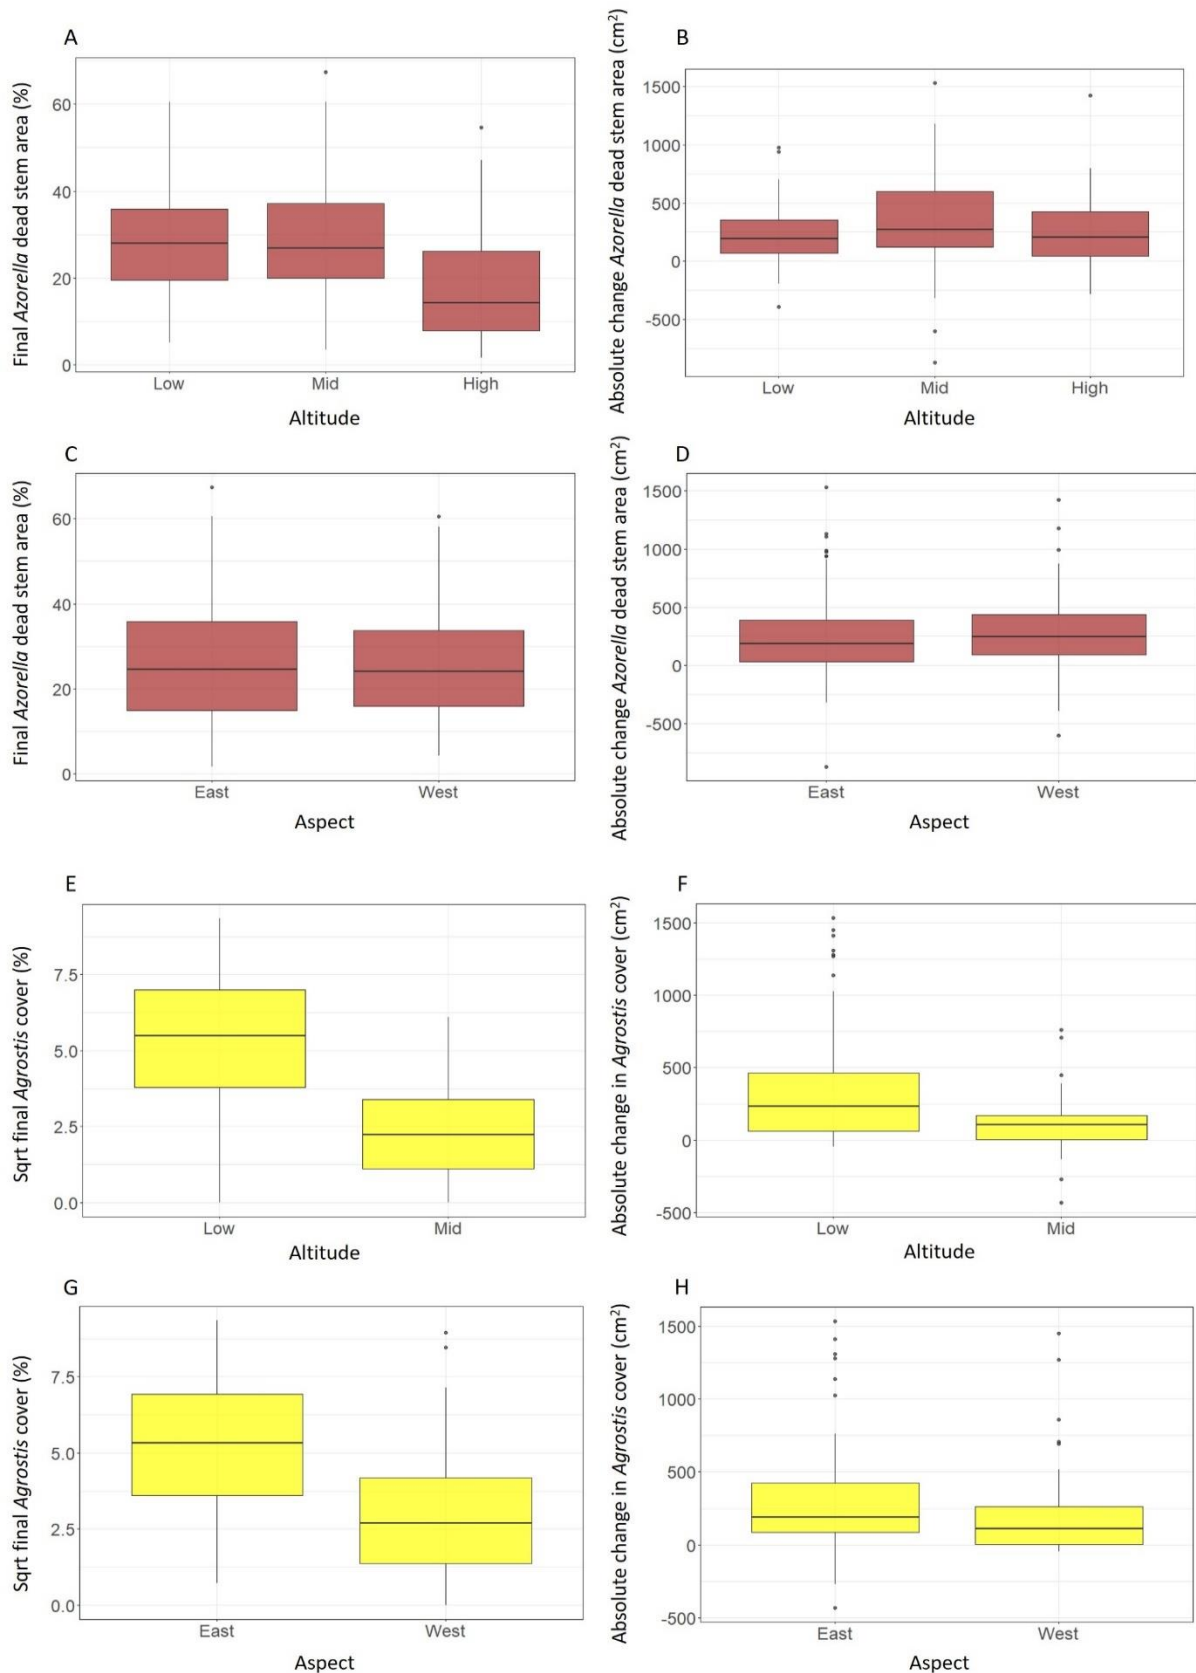 A
Final Azorella dead stem area (%)
60
40
20
0
Low Mid High
Altitude
B
Absolute change Azorella dead stem area (cm²)
1500
1000
500
0
-500
Low Mid High
Altitude
C
Final Azorella dead stem area (%)
60
40
20
0
East West
Aspect
D
Absolute change Azorella dead stem area (cm²)
1500
1000
500
0
-500
East West
Aspect
E
Sqrt final Agrostis cover (%)
7.5
5.0
2.5
0.0
Low Mid
Altitude
F
Absolute change in Agrostis cover (cm²)
1500
1000
500
0
-500
Low Mid
Altitude
G
Sqrt final Agrostis cover (%)
7.5
5.0
2.5
0.0
East West
Aspect
H
Absolute change in Agrostis cover (cm²)
1500
1000
500
0
-500
East West
Aspect